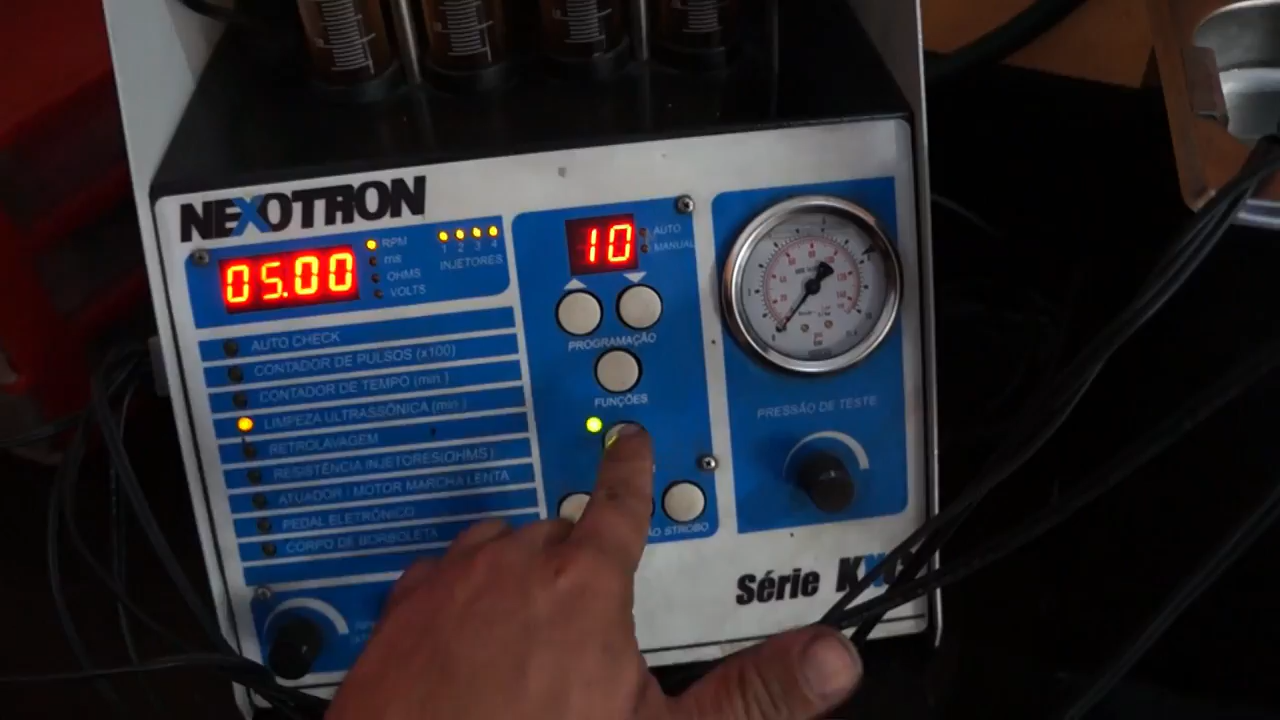 NEXOTRON
05.00
RPM
ms
OHMS
VOLTS
1 2 3 4
INJETORES
AUTO CHECK
CONTADOR DE PULSOS (x100)
CONTADOR DE TEMPO (min.)
LIMPEZA ULTRASSÔNICA (min.)
RETROLAVAGEM
RESISTÊNCIA INJETORES(OHMS)
ATUADOR / MOTOR MARCHA LENTA
PEDAL ELETRÔNICO
CORPO DE BORBOLETA
10
AUTO
MANUAL
PROGRAMAÇÃO
FUNÇÕES
STROBO
PRESSÃO DE TESTE
Série